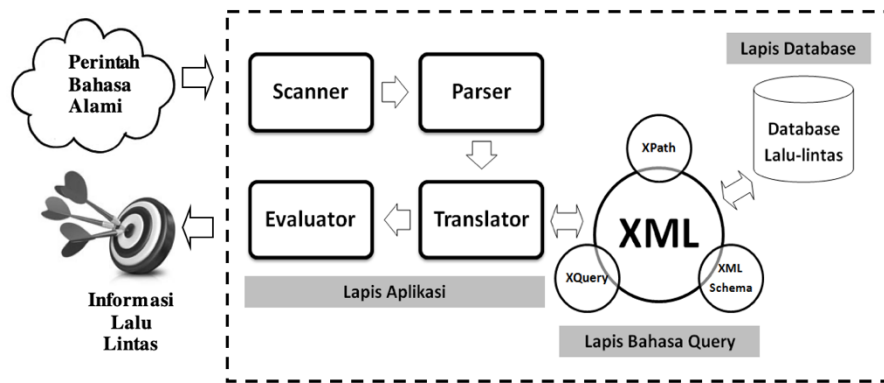 Perintah
Bahasa
Alami
Scanner
Parser
Lapis Database
Database
Lalu-lintas
XPath
Evaluator
Translator
XML
XQuery
XML
Schema
Informasi
Lalu
Lintas
Lapis Aplikasi
Lapis Bahasa Query